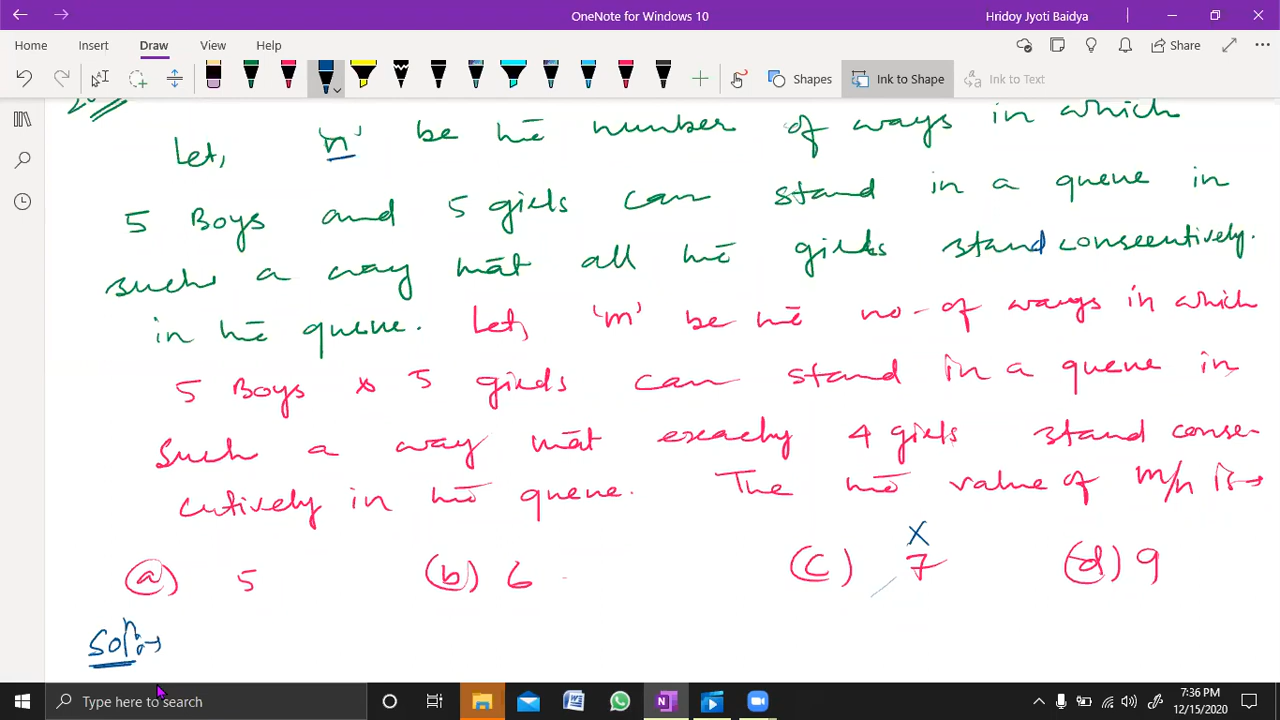 OneNote for Windows 10
Hridoy Jyoti Baidya
Home Insert Draw View Help
Share
Shapes Ink to Shape Ink to Text
Let, 'n' be the number of ways in which
5 Boys and 5 girls can stand in a queue in
such a way that all the girls stand consecutively.
in the queue. Let, 'm' be the no. of ways in which
5 Boys & 5 girls can stand in a queue in
such a way that exactly 4 girls stand conse-
cutively in the queue. The the value of m/n is→
(a) 5 (b) 6 (c) 7 (d) 9
X
Soln:→
Type here to search
7:36 PM
12/15/2020